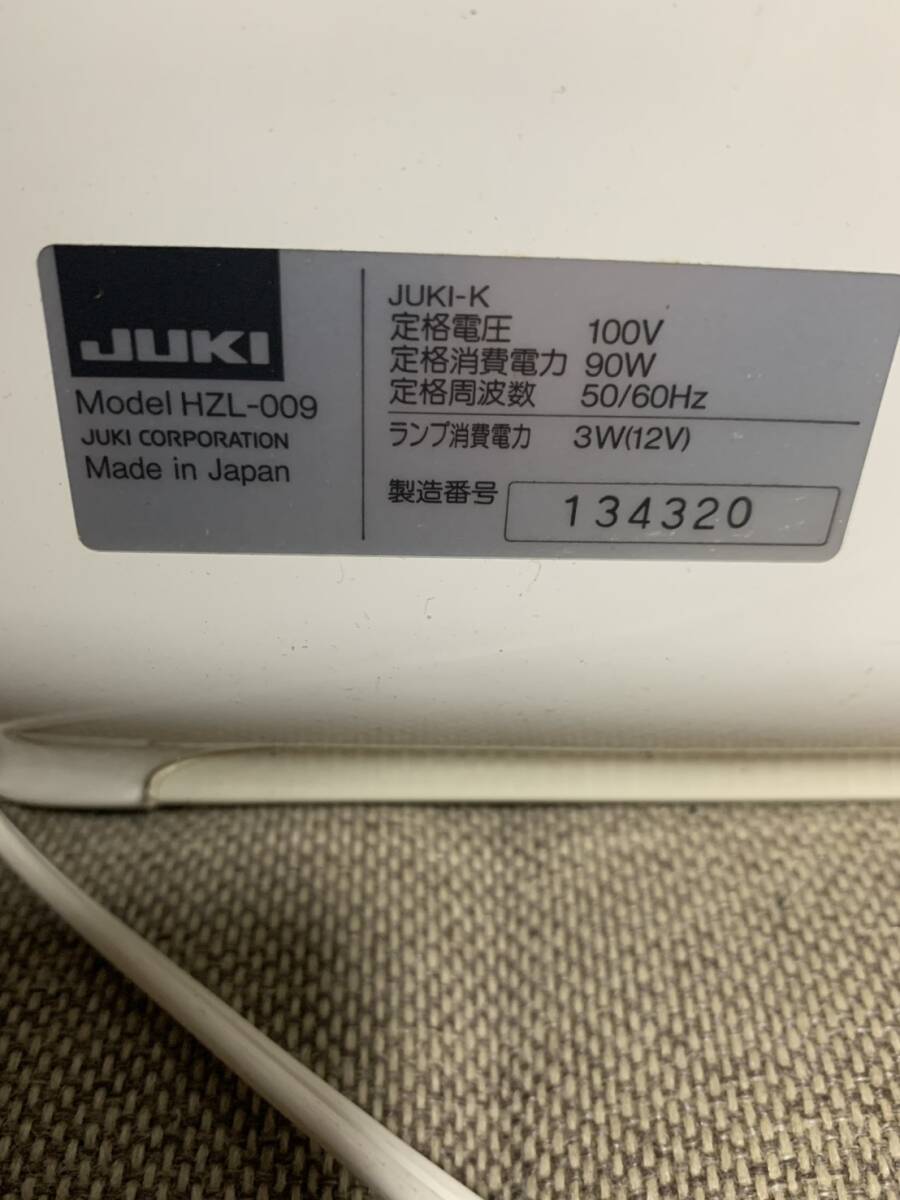 JUKI
Model HZL-009
JUKI CORPORATION
Made in Japan
JUKI-K
定格電圧 100V
定格消費電力 90W
定格周波数 50/60Hz
ランプ消費電力 3W(12V)
製造番号 134320